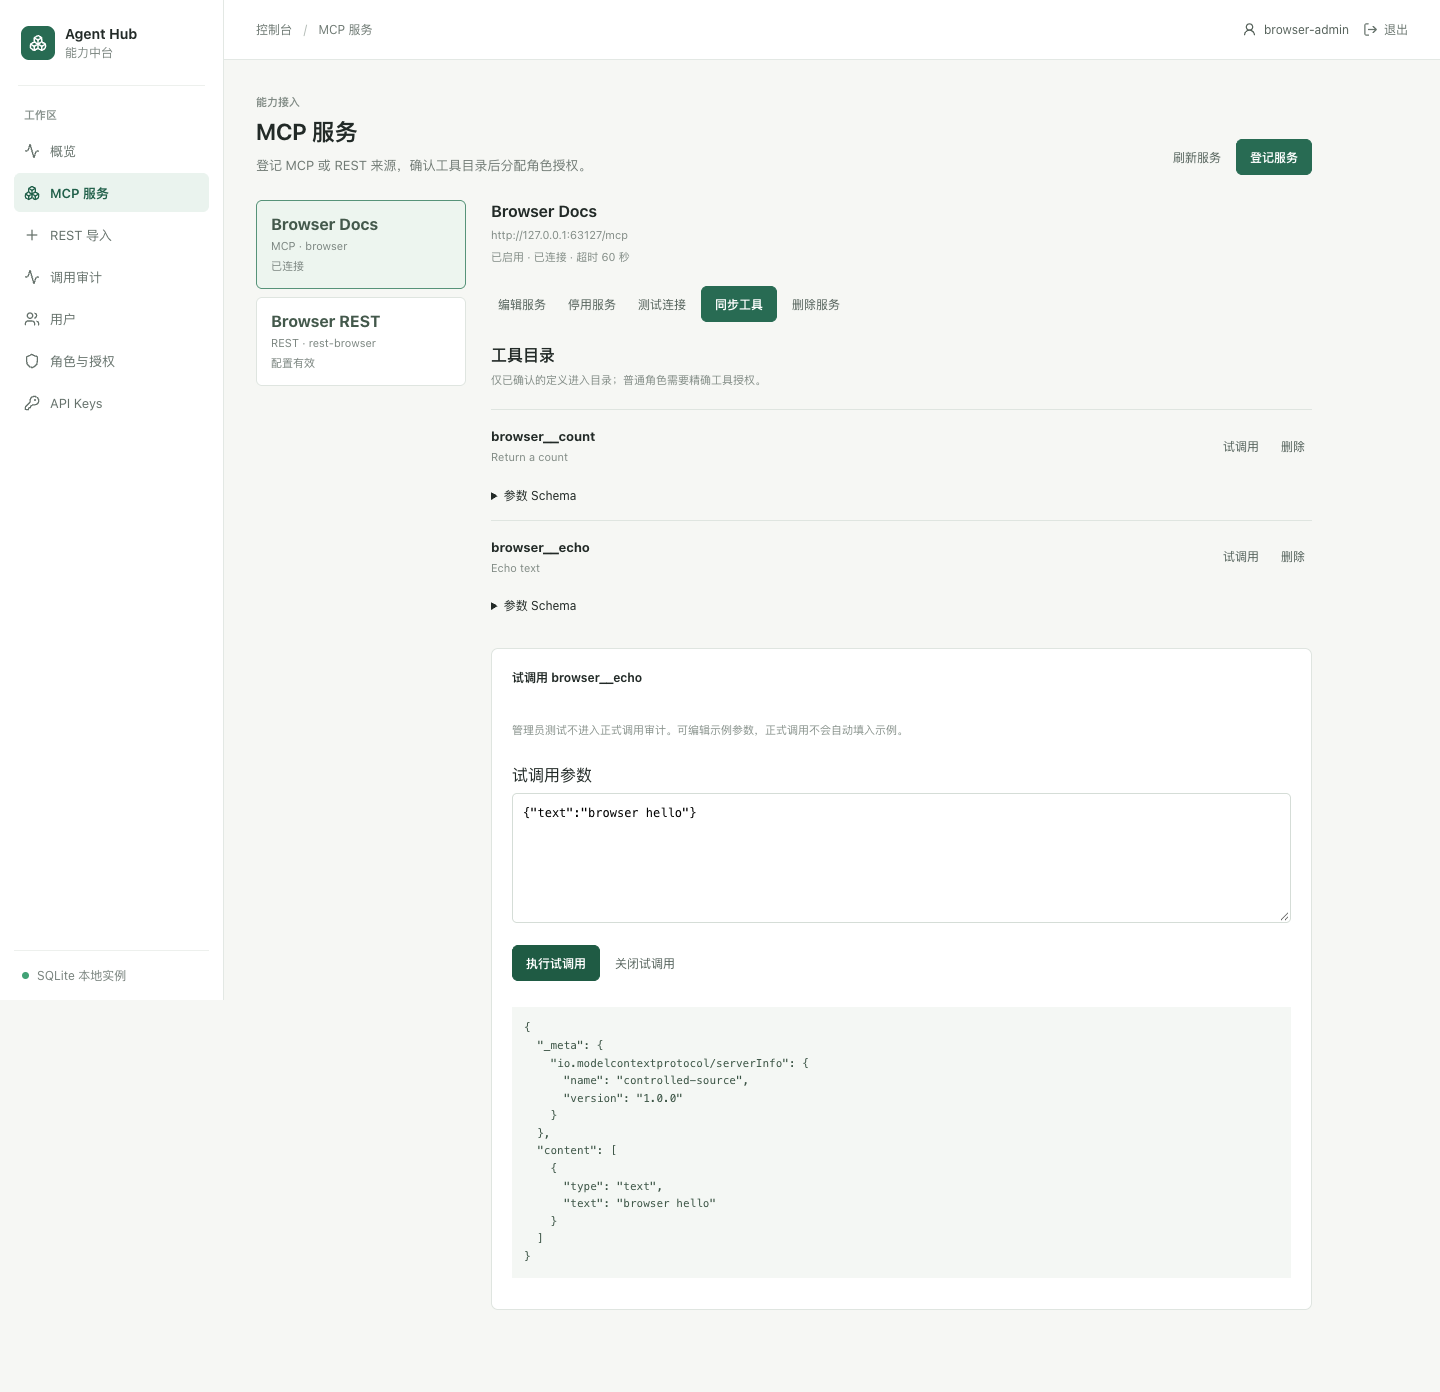 Agent Hub
能力中台
工作区
概览
MCP 服务
REST 导入
调用审计
用户
角色与授权
API Keys
SQLite 本地实例
控制台 / MCP 服务
browser-admin
退出
能力接入
MCP 服务
登记 MCP 或 REST 来源，确认工具目录后分配角色授权。
刷新服务
登记服务
Browser Docs
MCP · browser
已连接
Browser REST
REST · rest-browser
配置有效
Browser Docs
http://127.0.0.1:63127/mcp
已启用 · 已连接 · 超时 60 秒
编辑服务 停用服务 测试连接 同步工具 删除服务
工具目录
仅已确认的定义进入目录；普通角色需要精确工具授权。
browser__count
Return a count
试调用 删除
参数 Schema
browser__echo
Echo text
试调用 删除
参数 Schema
试调用 browser__echo
管理员测试不进入正式调用审计。可编辑示例参数，正式调用不会自动填入示例。
试调用参数
{"text":"browser hello"}
执行试调用 关闭试调用
{
  "_meta": {
    "io.modelcontextprotocol/serverInfo": {
      "name": "controlled-source",
      "version": "1.0.0"
    }
  },
  "content": [
    {
      "type": "text",
      "text": "browser hello"
    }
  ]
}